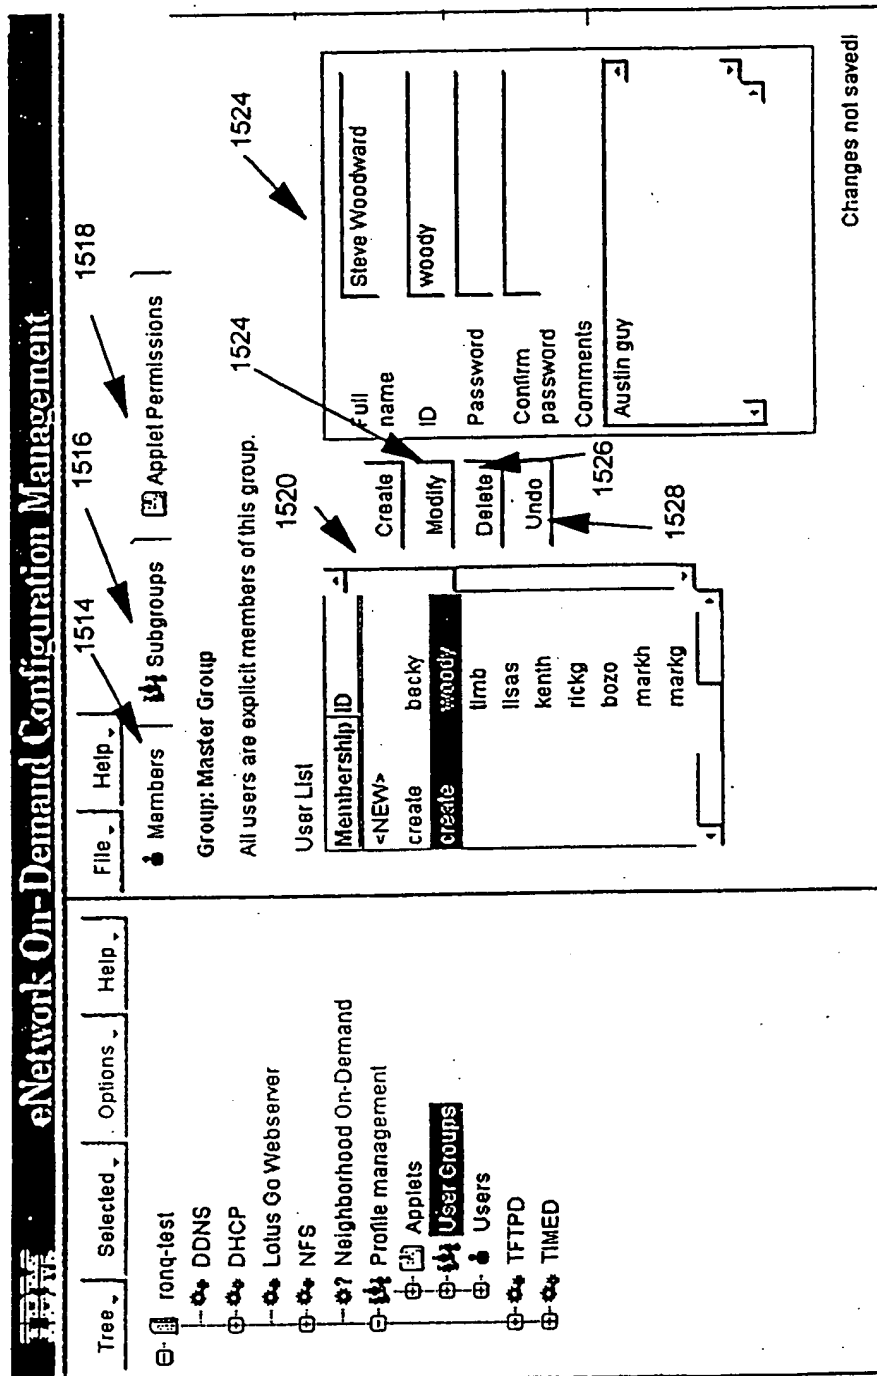 IBM eNetwork On-Demand Configuration Management
Tree Selected Options Help
ronq-test
DDNS
DHCP
Lotus Go Webserver
NFS
Neighborhood On-Demand
Profile management
Applets
User Groups
Users
TFTPD
TIMED
File Help
1514
1516
1518
Members Subgroups Applet Permissions
Group: Master Group
All users are explicit members of this group.
1520
1524
1524
User List
Membership ID
<NEW>
create becky
create woody
timb
lisas
kenth
rickg
bozo
markh
markg
Create
Modify
Delete
Undo
1526
1528
Full name Steve Woodward
ID woody
Password
Confirm password
Comments
Austin guy
Changes not saved!